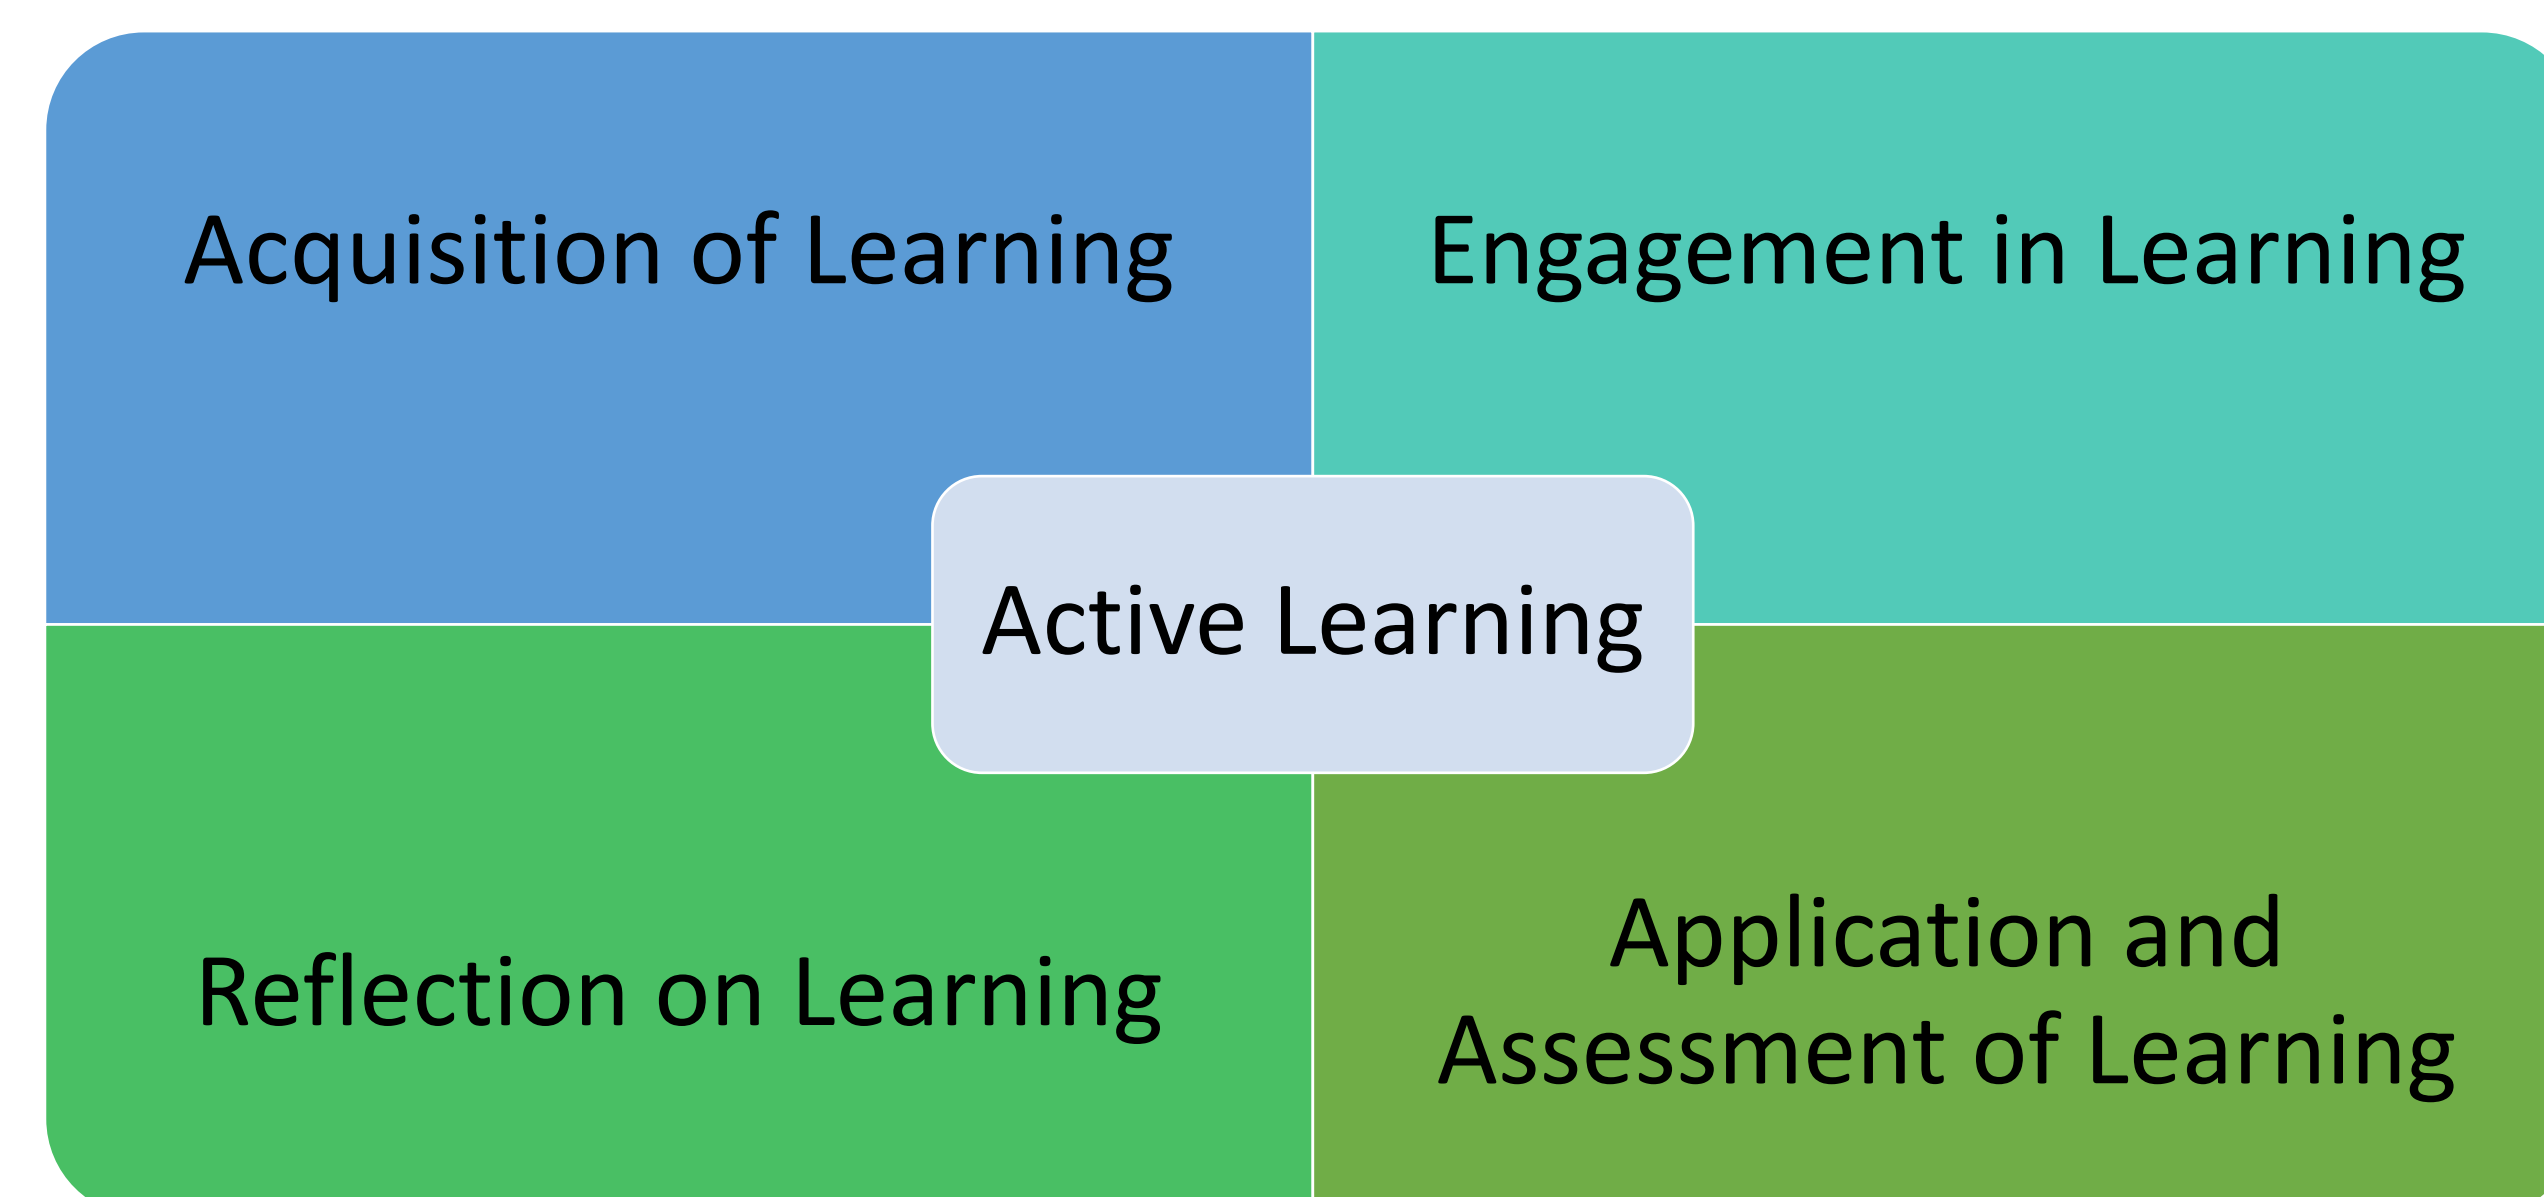 Acquisition of Learning
Engagement in Learning
Active Learning
Reflection on Learning
Application and
Assessment of Learning